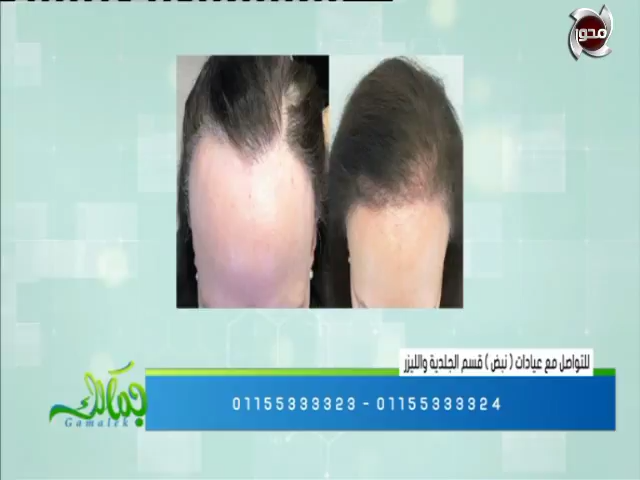 محور
للتواصل مع عيادات ( نبض ) قسم الجلدية والليزر
جمالك
Gamalek
01155333323 - 01155333324